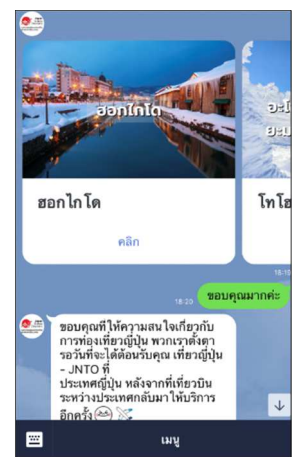 ฮอกไกโด
ฮอกไกโด
โทโฮ
คลิก
18:19
18:20
ขอบคุณมากค่ะ
ขอบคุณที่ให้ความสนใจเกี่ยวกับ
การท่องเที่ยวญี่ปุ่น พวกเราตั้งตา
รอวันที่จะได้ต้อนรับคุณ เที่ยวญี่ปุ่น
- JNTO ที่
ประเทศญี่ปุ่น หลังจากที่เที่ยวบิน
ระหว่างประเทศกลับมาให้บริการ
อีกครั้ง
เมนู